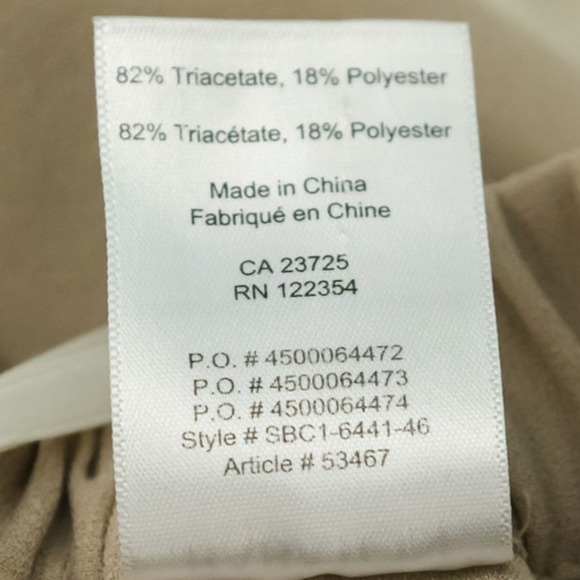 82% Triacetate, 18% Polyester
82% Triacétate, 18% Polyester
Made in China
Fabriqué en Chine
CA 23725
RN 122354
P.O. # 4500064472
P.O. # 4500064473
P.O. # 4500064474
Style # SBC1-6441-46
Article # 53467